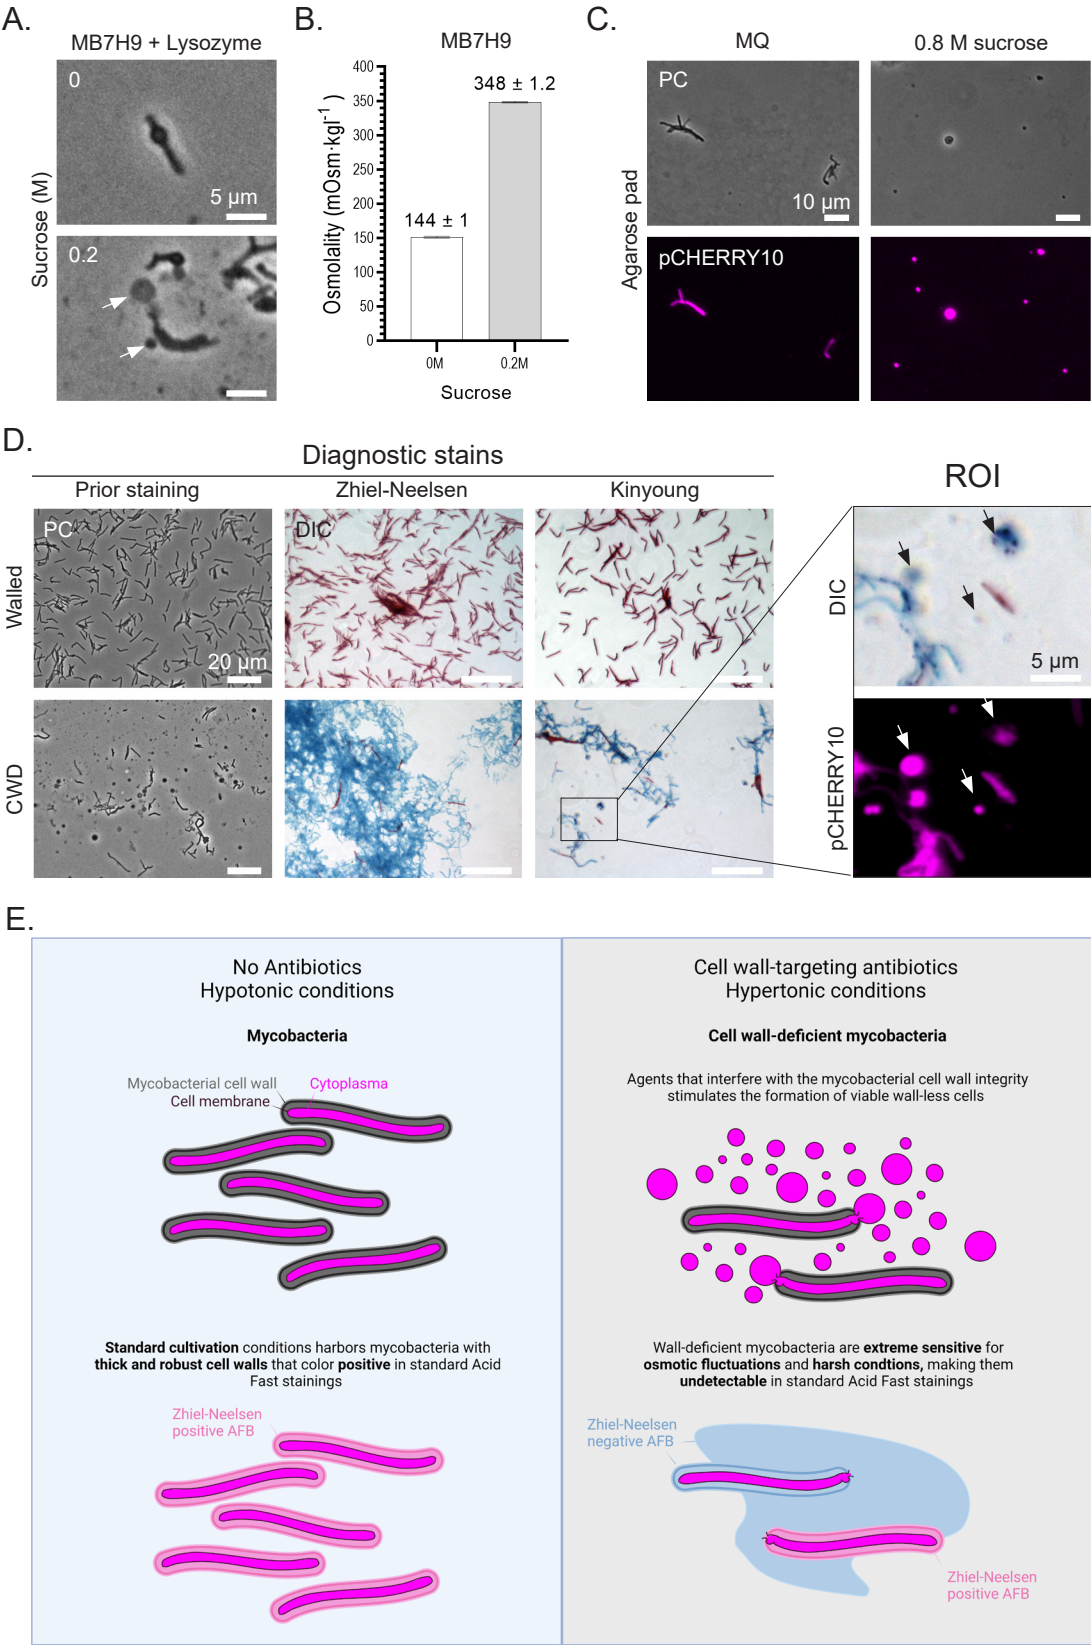 A.
MB7H9 + Lysozyme
Sucrose (M)
0
5 µm
0.2
B.
MB7H9
Osmolality (mOsm·kgl⁻¹ )
400
350
300
250
200
150
100
50
0
144 ± 1
348 ± 1.2
0M
0.2M
Sucrose
C.
MQ
0.8 M sucrose
Agarose pad
PC
10 µm
pCHERRY10
D.
Diagnostic stains
Prior staining
Zhiel-Neelsen
Kinyoung
ROI
Walled
PC
20 µm
DIC
CWD
DIC
5 µm
pCHERRY10
E.
No Antibiotics
Hypotonic conditions
Mycobacteria
Mycobacterial cell wall
Cytoplasma
Cell membrane
Standard cultivation conditions harbors mycobacteria with
thick and robust cell walls that color positive in standard Acid
Fast stainings
Zhiel-Neelsen
positive AFB
Cell wall-targeting antibiotics
Hypertonic conditions
Cell wall-deficient mycobacteria
Agents that interfere with the mycobacterial cell wall integrity
stimulates the formation of viable wall-less cells
Wall-deficient mycobacteria are extreme sensitive for
osmotic fluctuations and harsh condtions, making them
undetectable in standard Acid Fast stainings
Zhiel-Neelsen
negative AFB
Zhiel-Neelsen
positive AFB